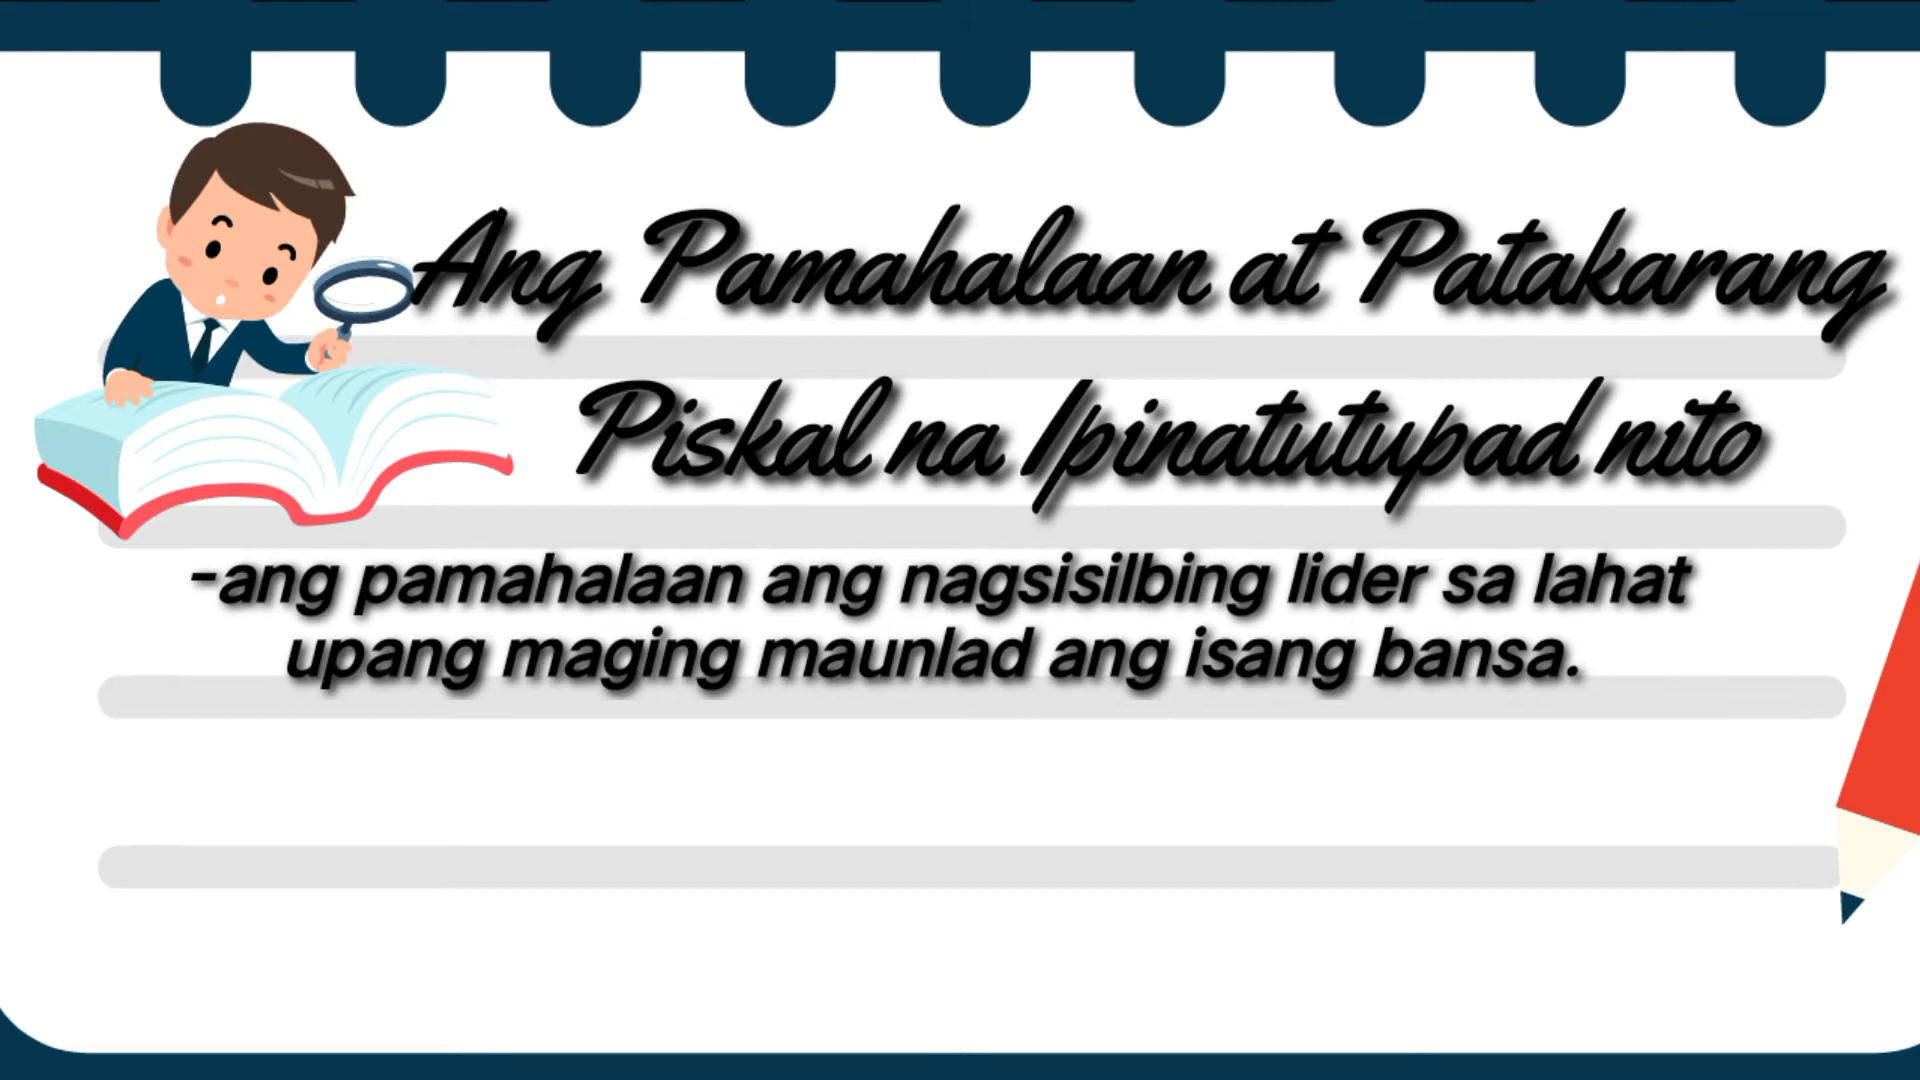 Ang Pamahalaan at Patakarang
Piskal na Ipinatutupad nito
-ang pamahalaan ang nagsisilbing lider sa lahat
upang maging maunlad ang isang bansa.